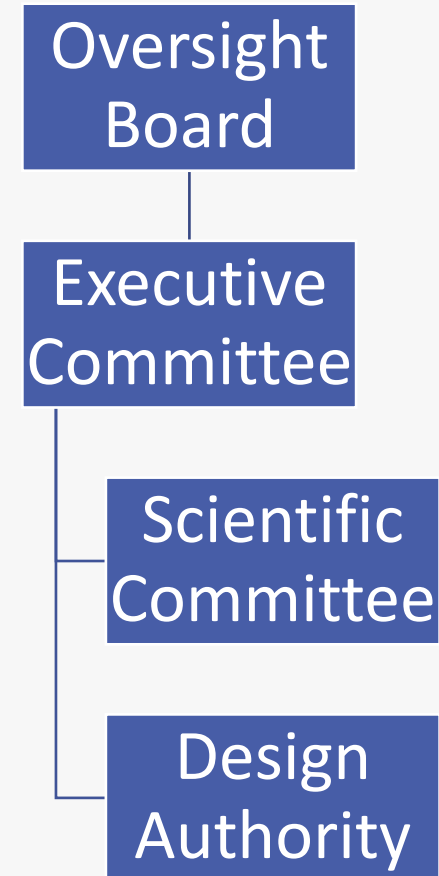 Oversight
Board
Executive
Committee
Scientific
Committee
Design
Authority